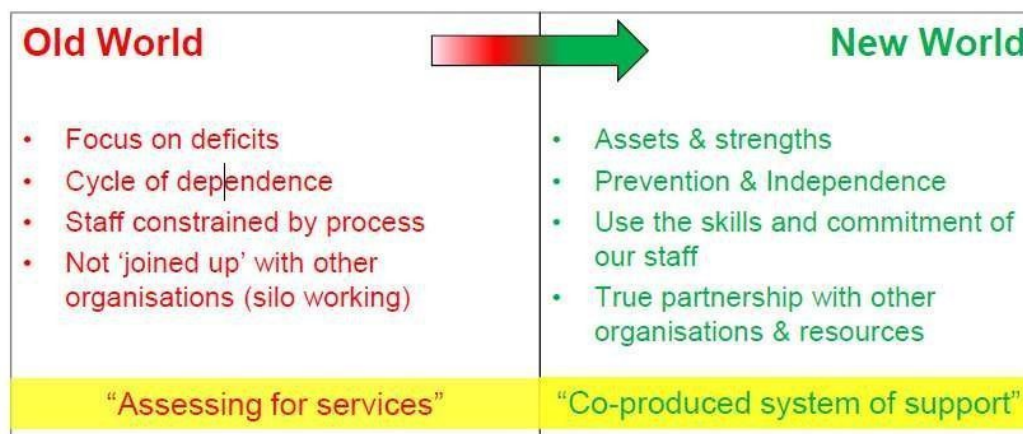 Old World
• Focus on deficits
• Cycle of dependence
• Staff constrained by process
• Not ‘joined up’ with other
organisations (silo working)
“Assessing for services”
New World
• Assets & strengths
• Prevention & Independence
• Use the skills and commitment of
our staff
• True partnership with other
organisations & resources
“Co-produced system of support”